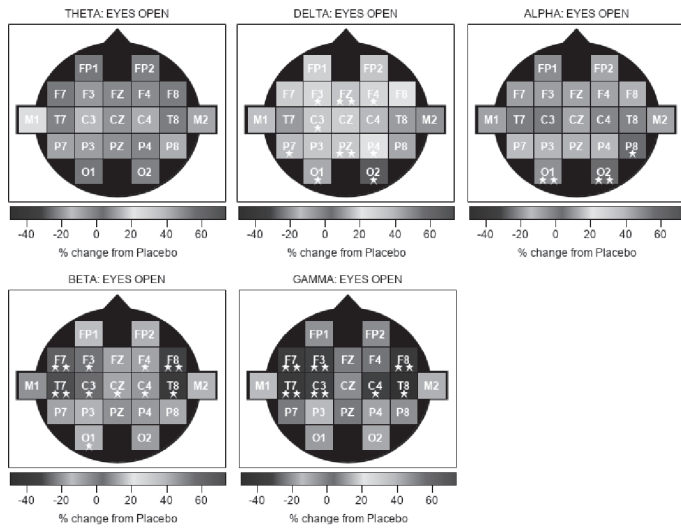 THETA: EYES OPEN
FP1 FP2
F7 F3 FZ F4 F8
M1 T7 C3 CZ C4 T8 M2
P7 P3 PZ P4 P8
O1 O2
-40 -20 0 20 40 60
% change from Placebo
DELTA: EYES OPEN
FP1 FP2
F7 F3 FZ F4 F8
M1 T7 C3 CZ C4 T8 M2
P7 P3 PZ P4 P8
O1 O2
-40 -20 0 20 40 60
% change from Placebo
ALPHA: EYES OPEN
FP1 FP2
F7 F3 FZ F4 F8
M1 T7 C3 CZ C4 T8 M2
P7 P3 PZ P4 P8
O1 O2
-40 -20 0 20 40 60
% change from Placebo
BETA: EYES OPEN
FP1 FP2
F7 F3 FZ F4 F8
M1 T7 C3 CZ C4 T8 M2
P7 P3 PZ P4 P8
O1 O2
-40 -20 0 20 40 60
% change from Placebo
GAMMA: EYES OPEN
FP1 FP2
F7 F3 FZ F4 F8
M1 T7 C3 CZ C4 T8 M2
P7 P3 PZ P4 P8
O1 O2
-40 -20 0 20 40 60
% change from Placebo